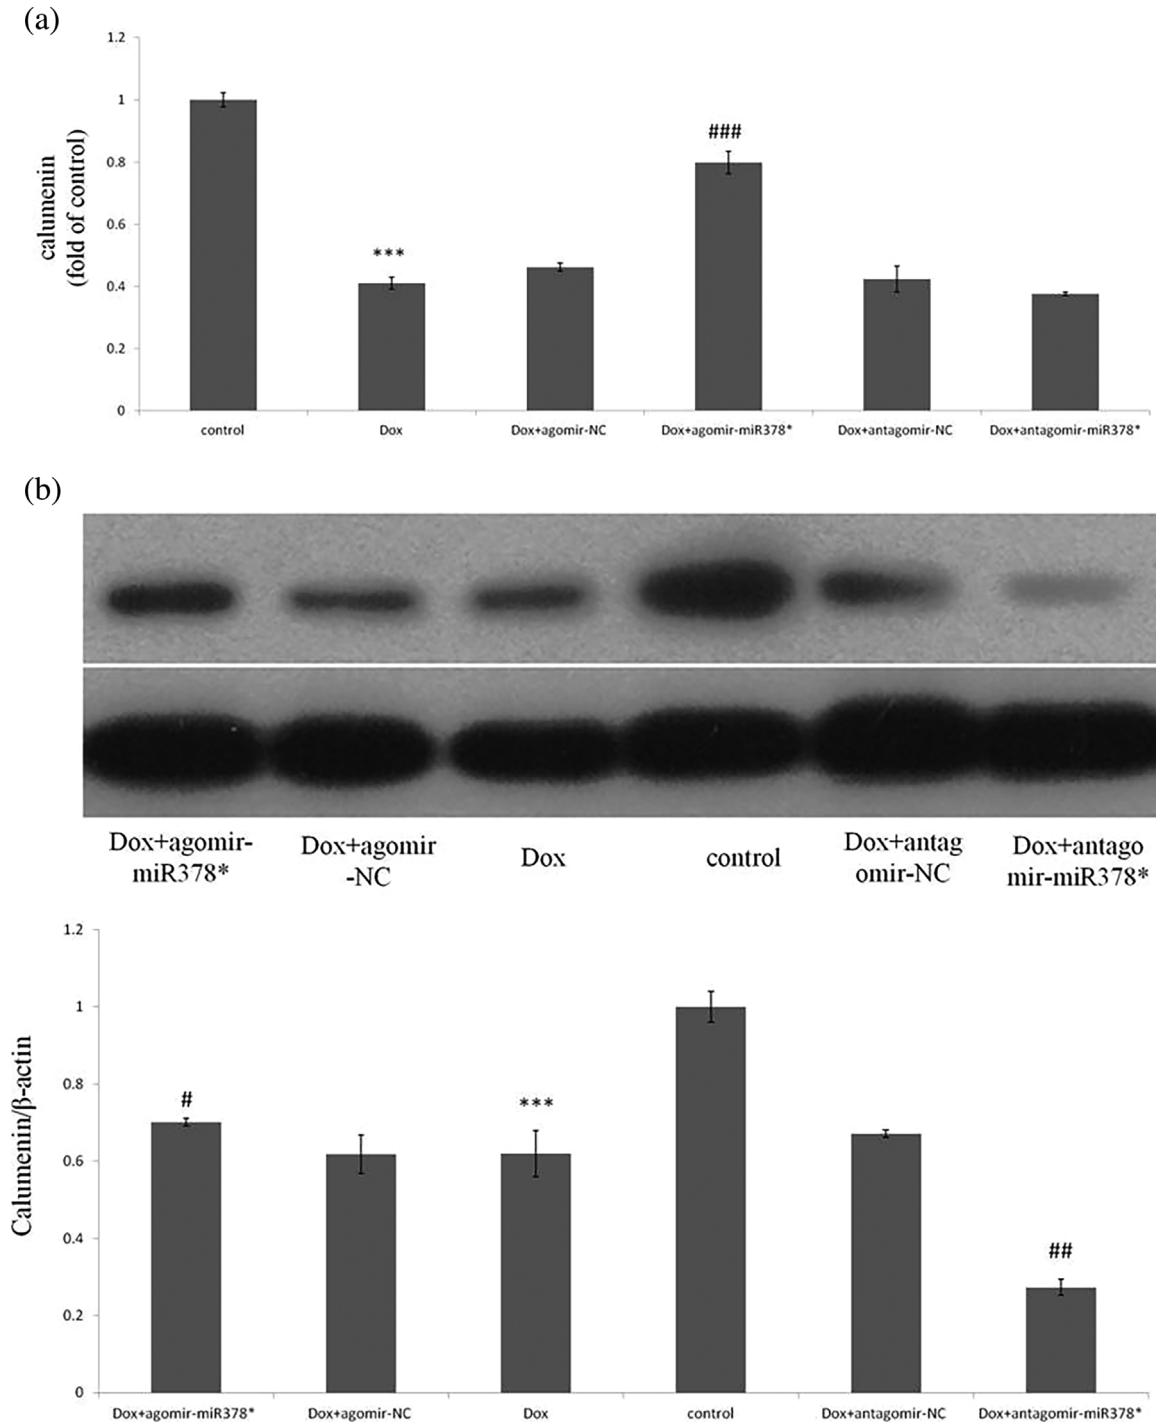 (a)
1.2
1
0.8
0.6
0.4
0.2
0
calumenin
(fold of control)
***
###
control
Dox
Dox+agomir-NC
Dox+agomir-miR378*
Dox+antagomir-NC
Dox+antagomir-miR378*
(b)
Dox+agomir-
miR378*
Dox+agomir
-NC
Dox
control
Dox+antag
omir-NC
Dox+antago
mir-miR378*
1.2
1
0.8
0.6
0.4
0.2
0
Calumenin/β-actin
#
***
##
Dox+agomir-miR378*
Dox+agomir-NC
Dox
control
Dox+antagomir-NC
Dox+antagomir-miR378*